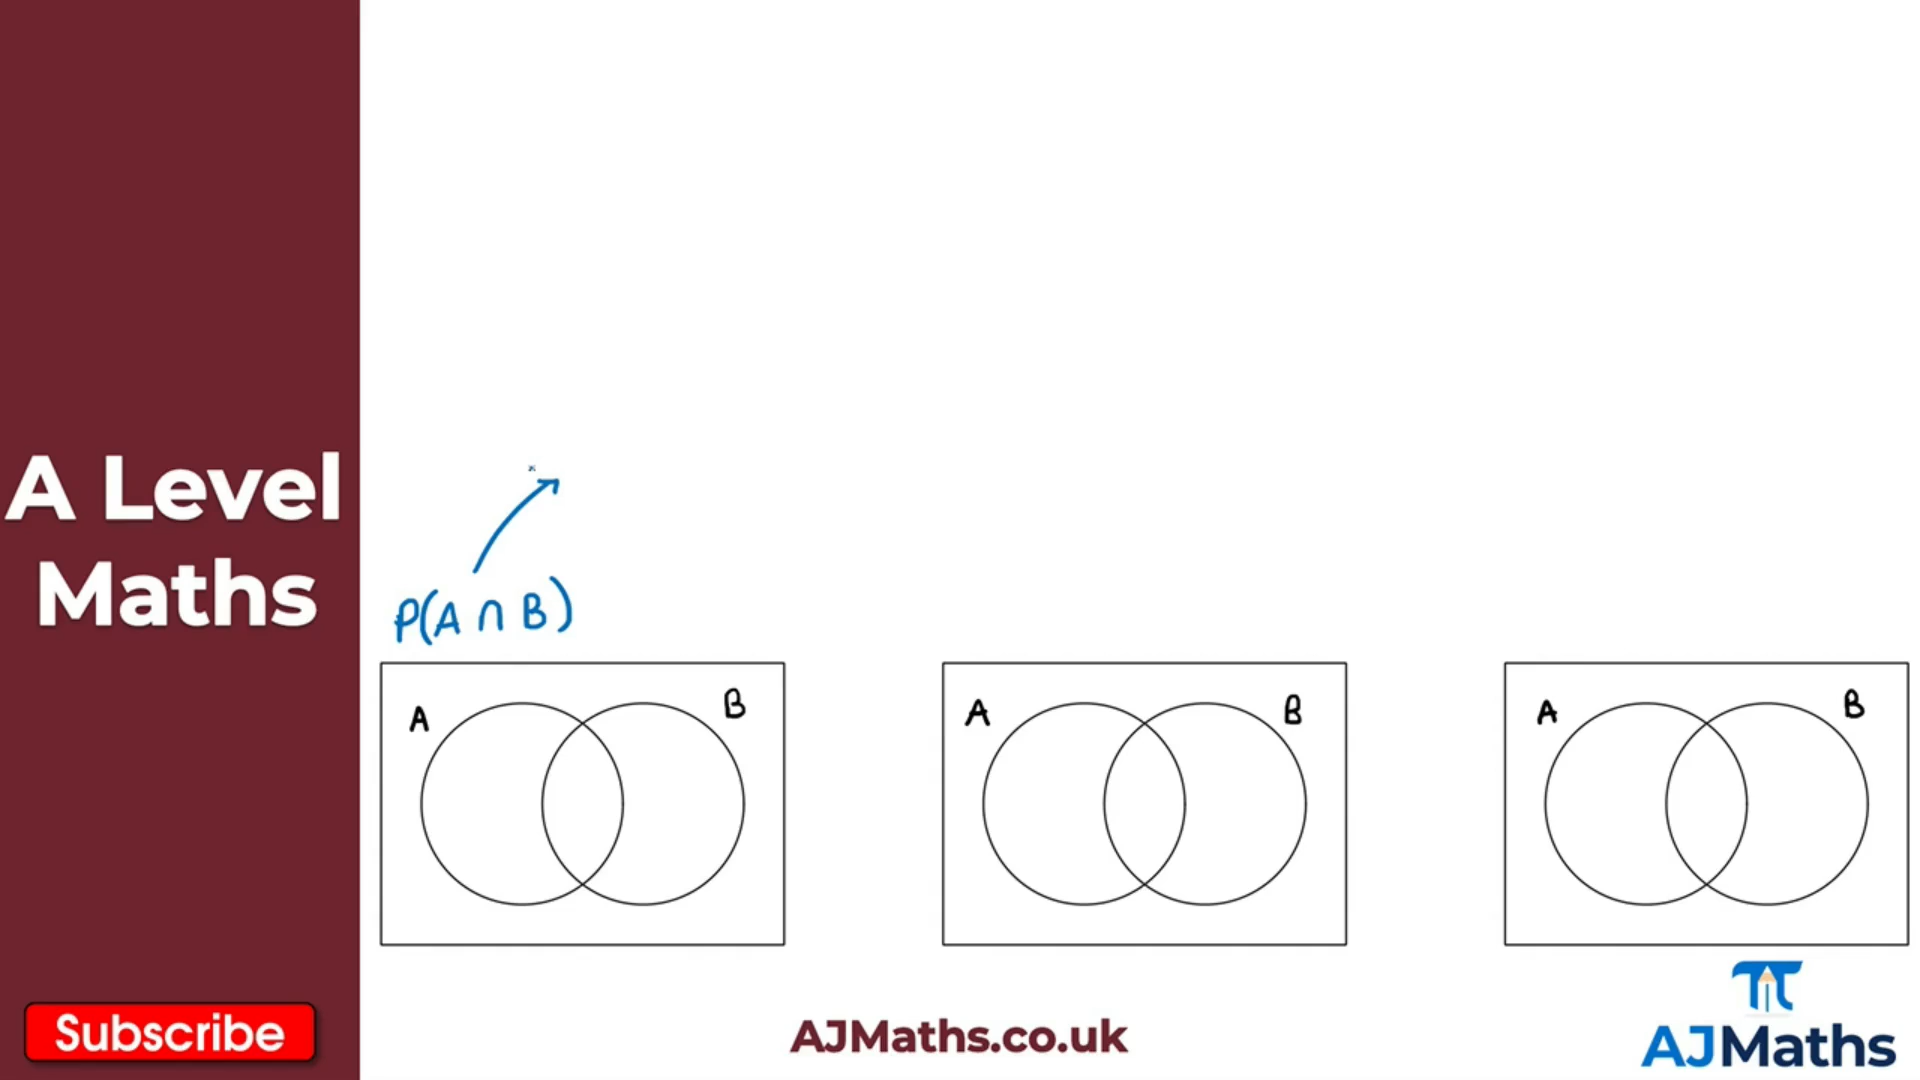 A Level
Maths
P(A ∩ B)
A B
A B
A B
Subscribe
AJMaths.co.uk
AJMaths